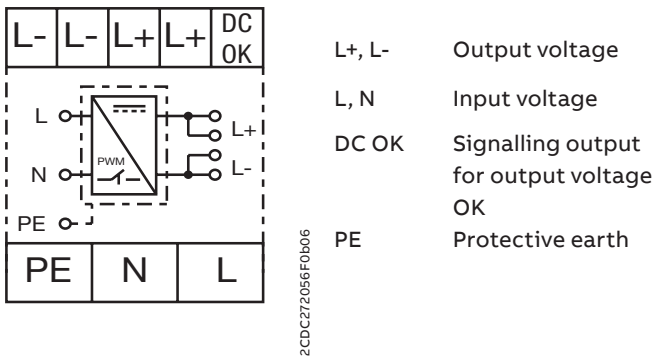 L- L- L+ L+ DC OK
L
L+
PWM
N
L-
PE
PE N L
2CDC272056F0b06
L+, L- Output voltage
L, N Input voltage
DC OK Signalling output
for output voltage
OK
PE Protective earth